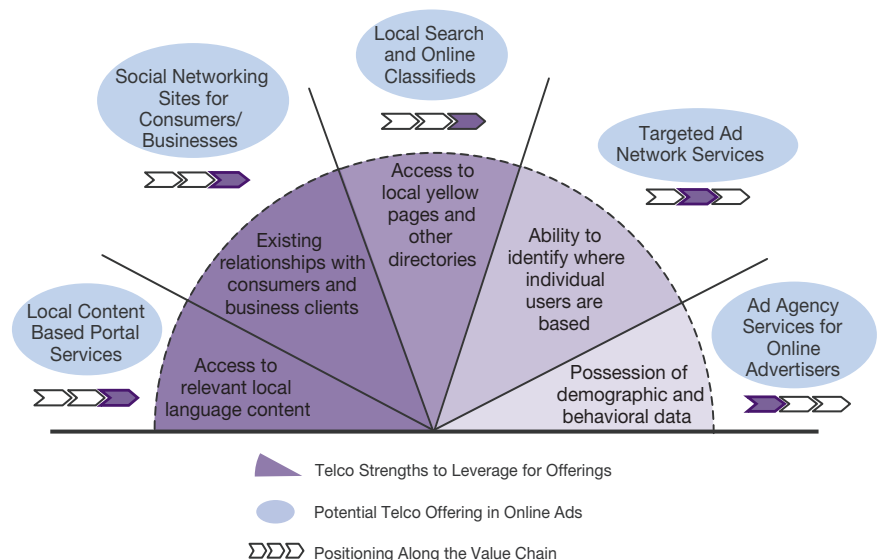 Local Search
and Online
Classifieds
Social Networking
Sites for
Consumers/
Businesses
Targeted Ad
Network Services
Access to
local yellow
pages and
other
directories
Existing
relationships with
consumers and
business clients
Ability to
identify where
individual
users are
based
Local Content
Based Portal
Services
Ad Agency
Services for
Online
Advertisers
Access to
relevant local
language content
Possession of
demographic and
behavioral data
Telco Strengths to Leverage for Offerings
Potential Telco Offering in Online Ads
Positioning Along the Value Chain